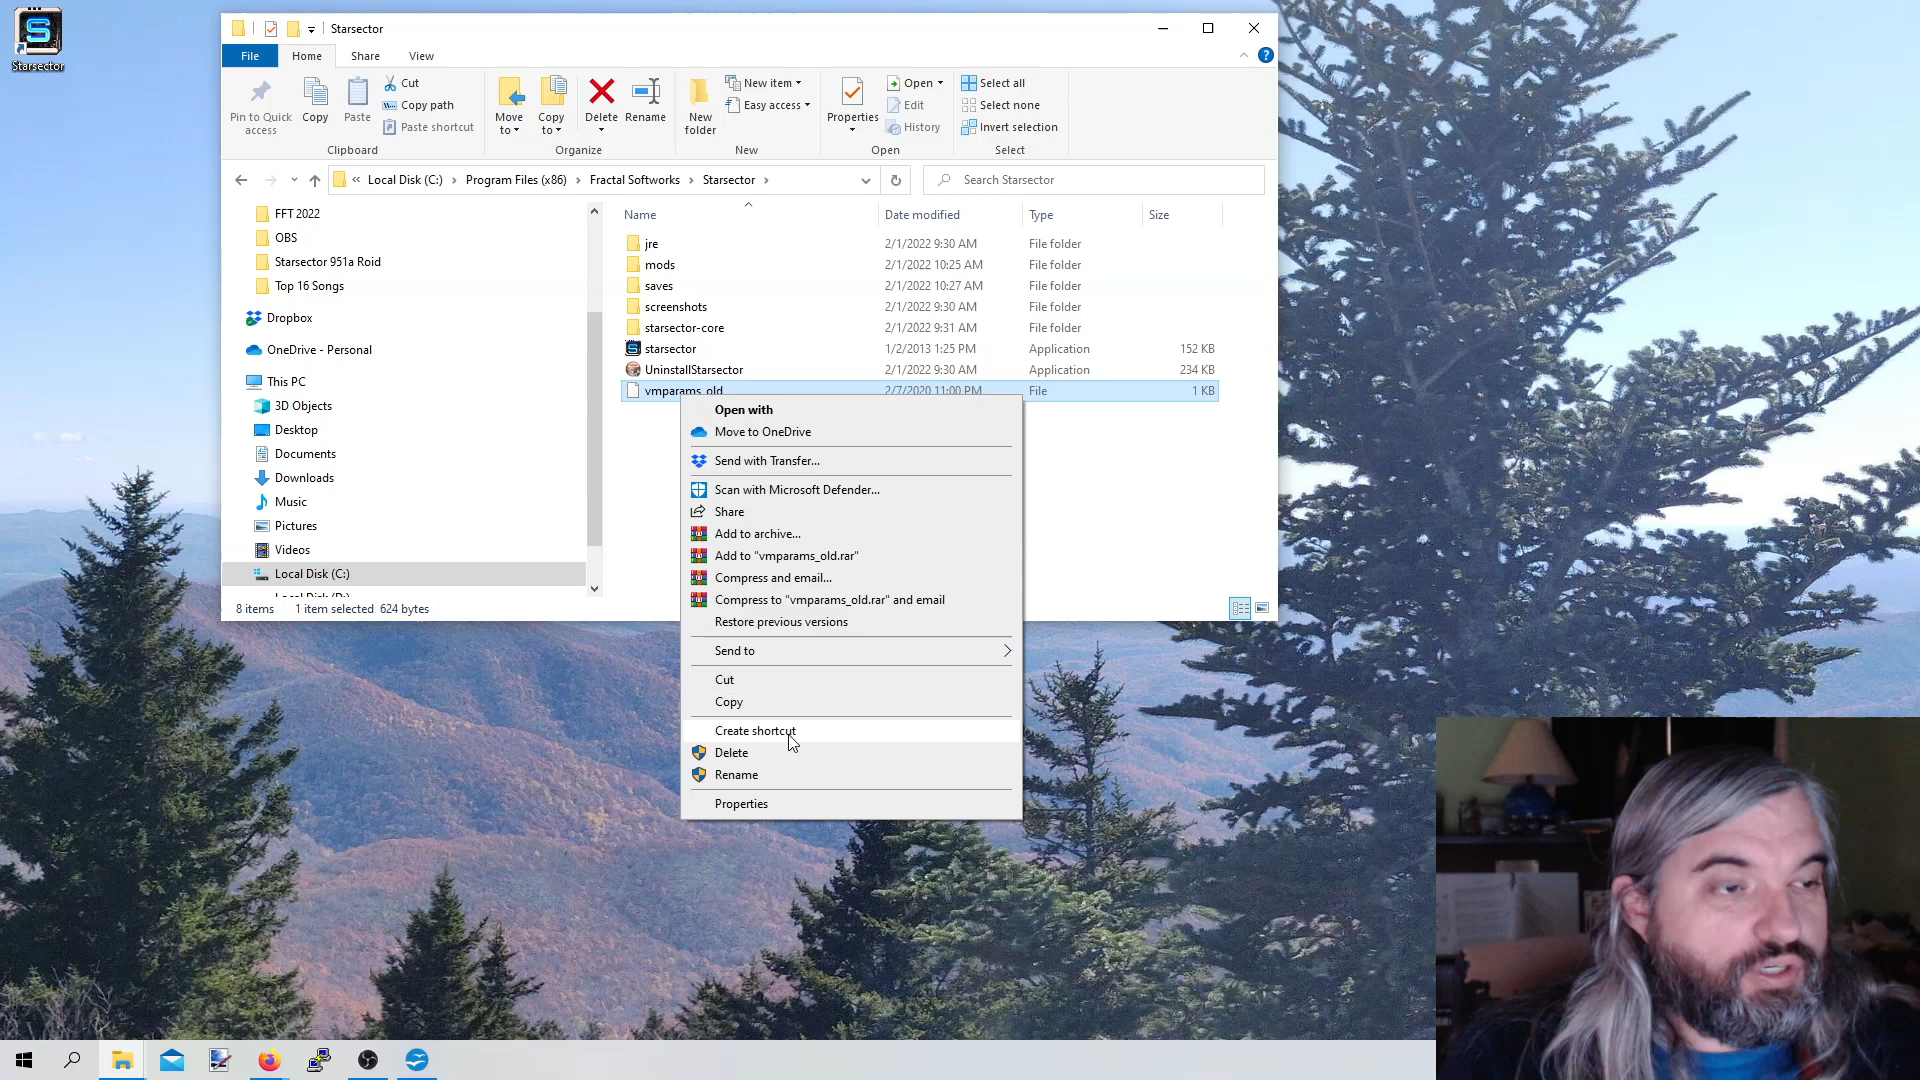 Starsector
Starsector
File
Home
Share
View
Pin to Quick access
Copy
Paste
Cut
Copy path
Paste shortcut
Clipboard
Move to
Copy to
Delete
Rename
Organize
New folder
New item
Easy access
New
Properties
Open
Edit
History
Open
Select all
Select none
Invert selection
Select
« Local Disk (C:) › Program Files (x86) › Fractal Softworks › Starsector ›
Search Starsector
FFT 2022
OBS
Starsector 951a Roid
Top 16 Songs
Dropbox
OneDrive - Personal
This PC
3D Objects
Desktop
Documents
Downloads
Music
Pictures
Videos
Local Disk (C:)
Local Disk (D:)
Name Date modified Type Size
jre 2/1/2022 9:30 AM File folder
mods 2/1/2022 10:25 AM File folder
saves 2/1/2022 10:27 AM File folder
screenshots 2/1/2022 9:30 AM File folder
starsector-core 2/1/2022 9:31 AM File folder
starsector 1/2/2013 1:25 PM Application 152 KB
UninstallStarsector 2/1/2022 9:30 AM Application 234 KB
vmparams_old 2/7/2020 11:00 PM File 1 KB
Open with
Move to OneDrive
Send with Transfer...
Scan with Microsoft Defender...
Share
Add to archive...
Add to "vmparams_old.rar"
Compress and email...
Compress to "vmparams_old.rar" and email
Restore previous versions
Send to
Cut
Copy
Create shortcut
Delete
Rename
Properties
8 items 1 item selected 624 bytes